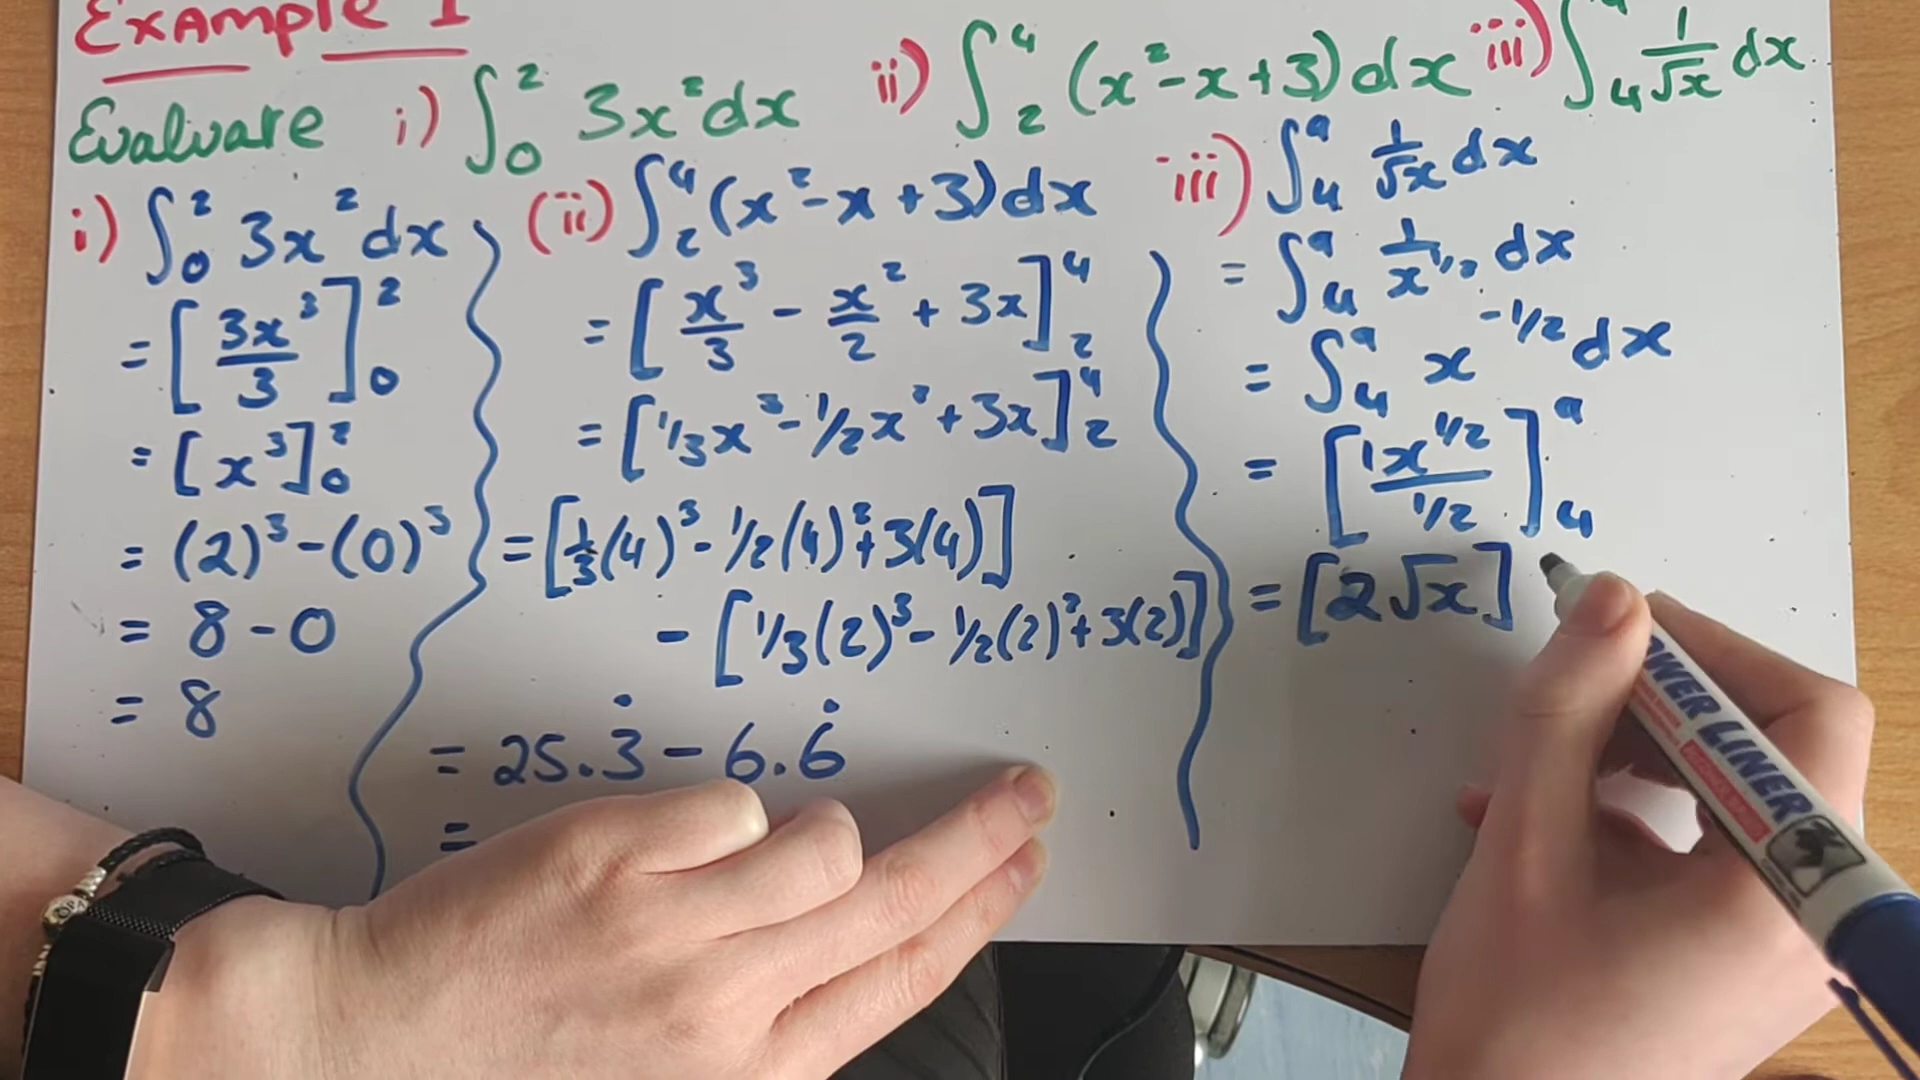 Example 1
Evaluate i) ∫₀² 3x²dx ii) ∫₂⁴ (x²-x+3)dx iii) ∫₄⁹ 1/√x dx
i) ∫₀² 3x²dx
= [3x³/3]₀²
= [x³]₀²
= (2)³-(0)³
= 8-0
= 8
(ii) ∫₂⁴ (x²-x+3)dx
= [x³/3 - x²/2 + 3x]₂⁴
= [1/3x³-1/2x²+3x]₂⁴
= [1/3(4)³-1/2(4)²+3(4)]
- [1/3(2)³-1/2(2)²+3(2)]
= 25.3̇ - 6.6̇
=
iii) ∫₄⁹ 1/√x dx
= ∫₄⁹ 1/x^1/2 dx
= ∫₄⁹ x^-1/2 dx
= [1x^1/2 / 1/2]₄⁹
= [2√x]
POWER LINER